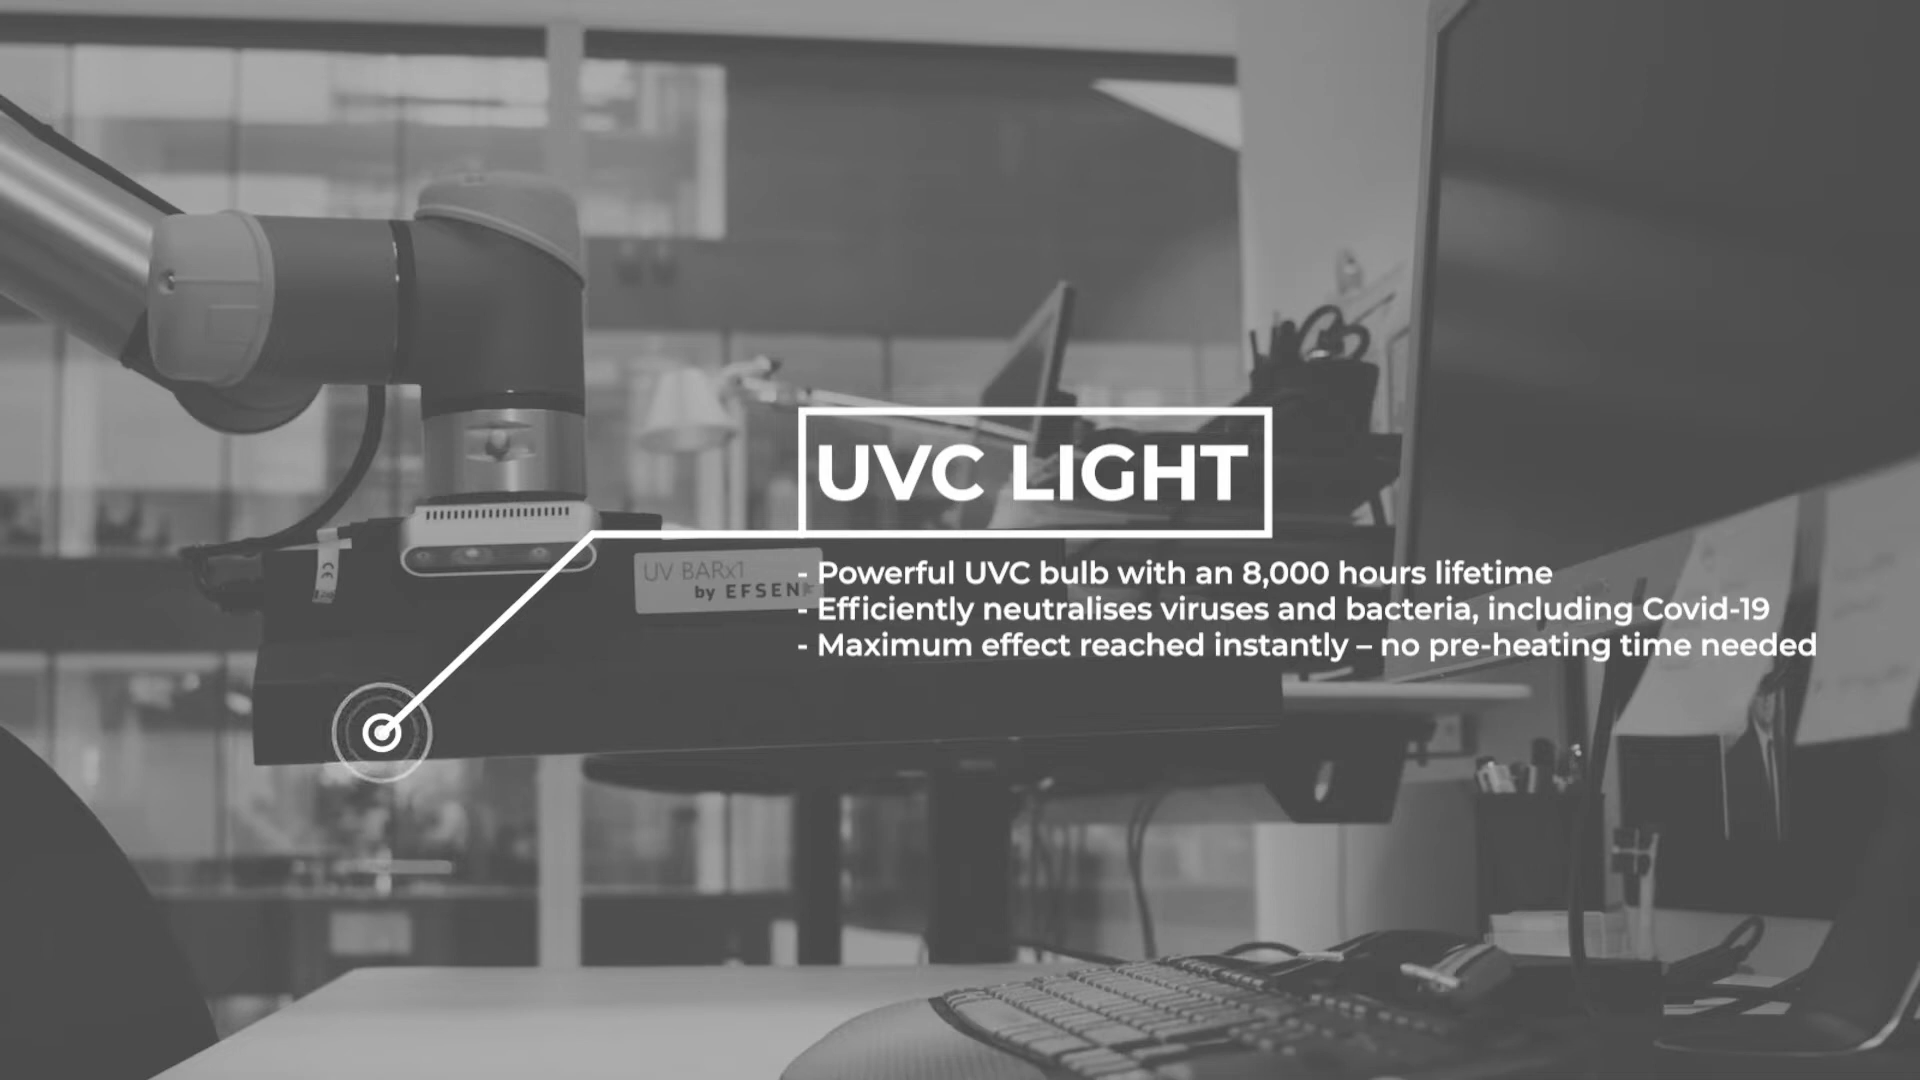 UVC LIGHT
- Powerful UVC bulb with an 8,000 hours lifetime
- Efficiently neutralises viruses and bacteria, including Covid-19
- Maximum effect reached instantly – no pre-heating time needed
UV BARx1
by EFSEN
CE